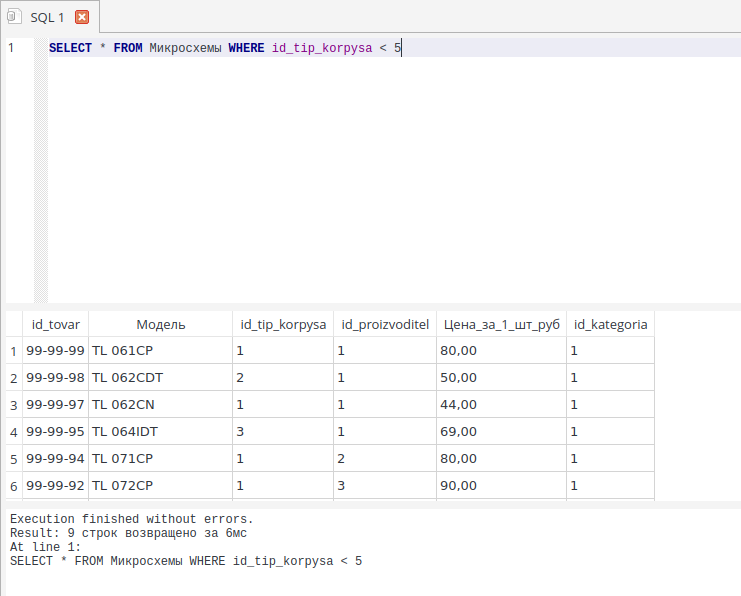 SQL 1
1 SELECT * FROM Микросхемы WHERE id_tip_korpysa < 5
id_tovar Модель id_tip_korpysa id_proizvoditel Цена_за_1_шт_руб id_kategoria
1 99-99-99 TL 061CP 1 1 80,00 1
2 99-99-98 TL 062CDT 2 1 50,00 1
3 99-99-97 TL 062CN 1 1 44,00 1
4 99-99-95 TL 064IDT 3 1 69,00 1
5 99-99-94 TL 071CP 1 2 80,00 1
6 99-99-92 TL 072CP 1 3 90,00 1
Execution finished without errors.
Result: 9 строк возвращено за 6мс
At line 1:
SELECT * FROM Микросхемы WHERE id_tip_korpysa < 5